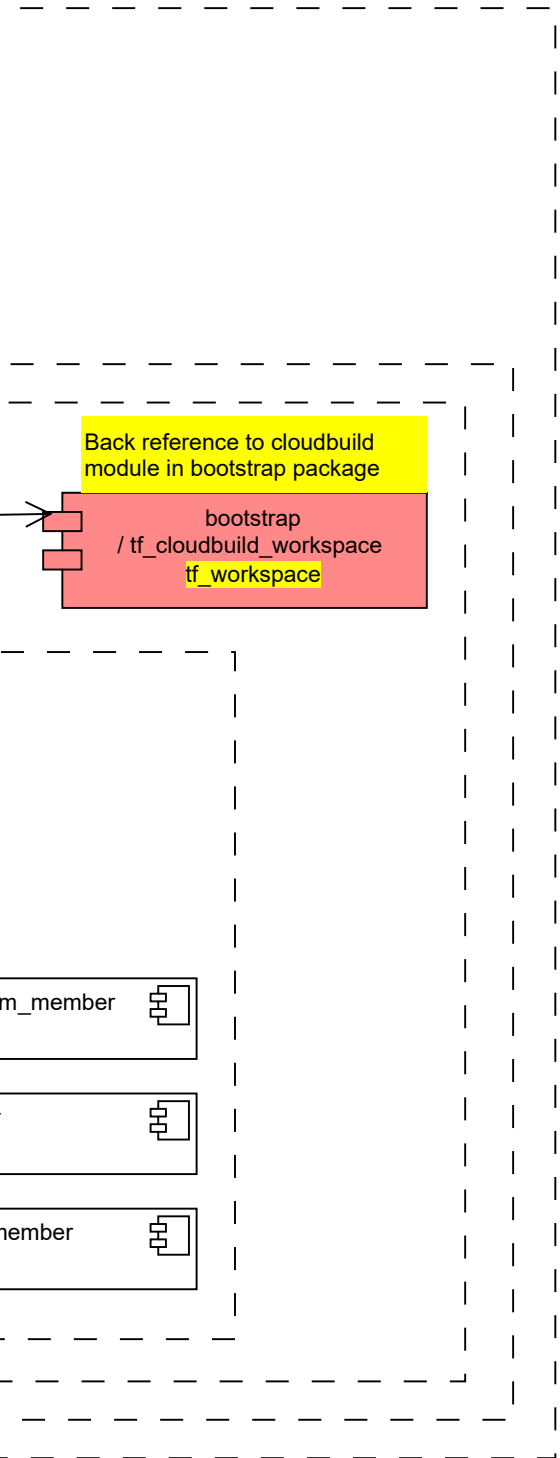 Back reference to cloudbuild
module in bootstrap package
bootstrap
/ tf_cloudbuild_workspace
tf_workspace
m_member
member